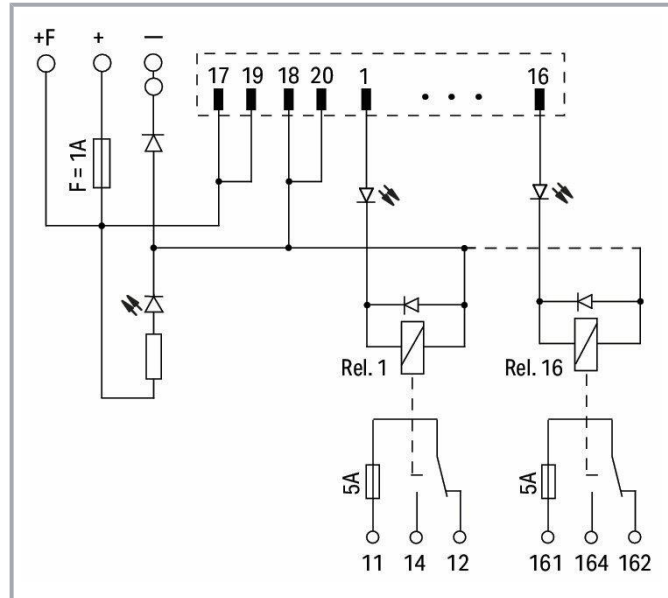 +F + —
17 19 18 20 1 • • • 16
F = 1A
Rel. 1 Rel. 16
5A 5A
11 14 12 161 164 162